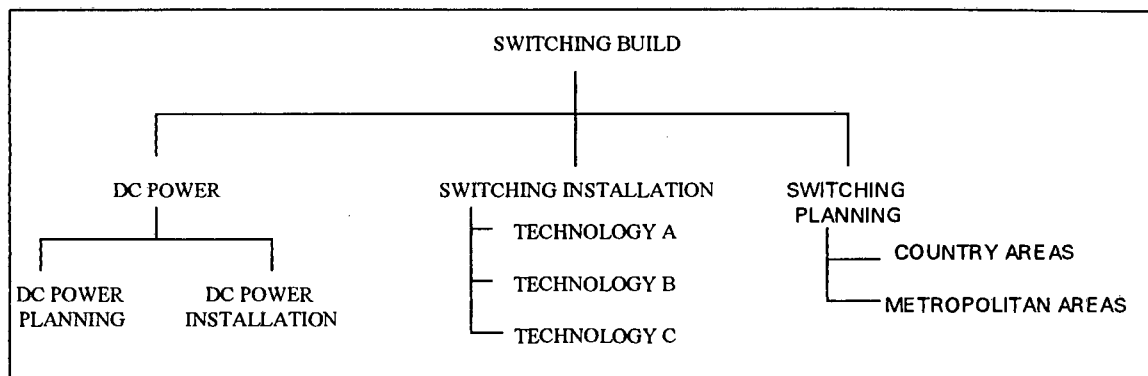 SWITCHING BUILD
DC POWER
SWITCHING INSTALLATION
SWITCHING
PLANNING
TECHNOLOGY A
TECHNOLOGY B
TECHNOLOGY C
COUNTRY AREAS
METROPOLITAN AREAS
DC POWER
PLANNING
DC POWER
INSTALLATION